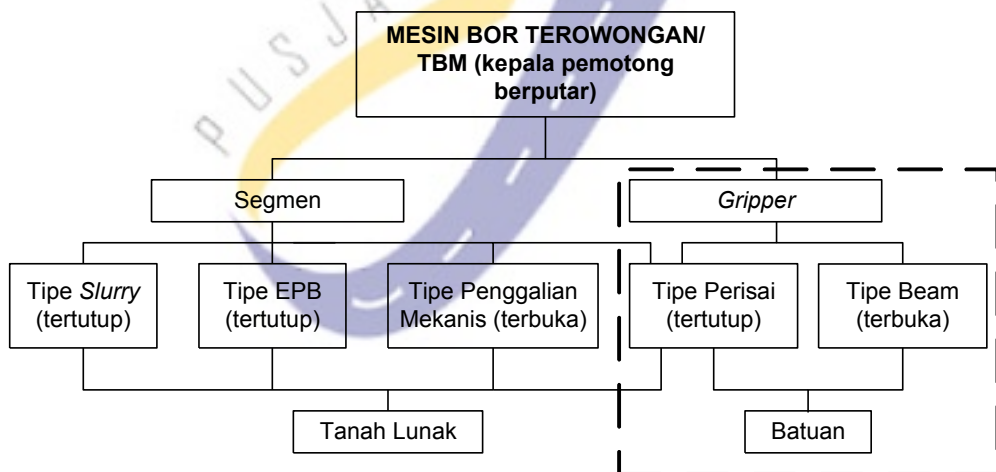 PUSJA
MESIN BOR TEROWONGAN/
TBM (kepala pemotong
berputar)
Segmen
Gripper
Tipe Slurry
(tertutup)
Tipe EPB
(tertutup)
Tipe Penggalian
Mekanis (terbuka)
Tipe Perisai
(tertutup)
Tipe Beam
(terbuka)
Tanah Lunak
Batuan